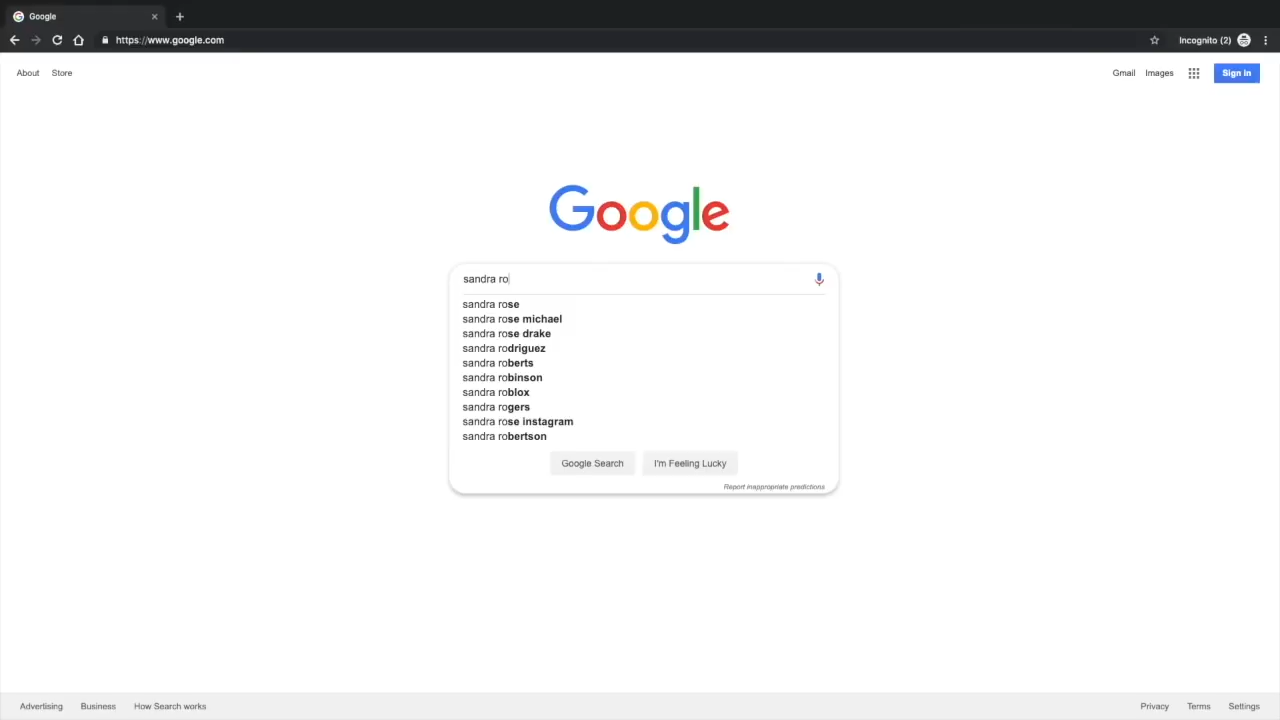 Google
https://www.google.com
Incognito (2)
About Store
Gmail Images
Sign in
Google
sandra ro
sandra rose
sandra rose michael
sandra rose drake
sandra rodriguez
sandra roberts
sandra robinson
sandra roblox
sandra rogers
sandra rose instagram
sandra robertson
Google Search I'm Feeling Lucky
Report inappropriate predictions
Advertising Business How Search works
Privacy Terms Settings